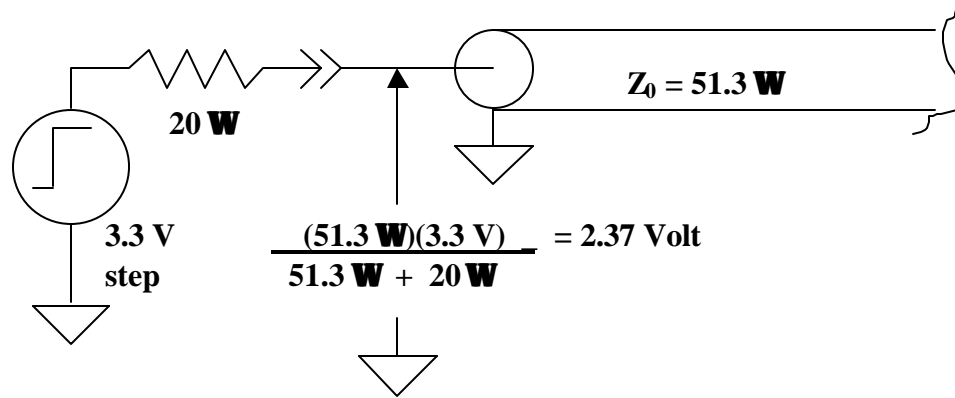 Z0 = 51.3 W
20 W
3.3 V
step
(51.3 W)(3.3 V) = 2.37 Volt
51.3 W + 20 W